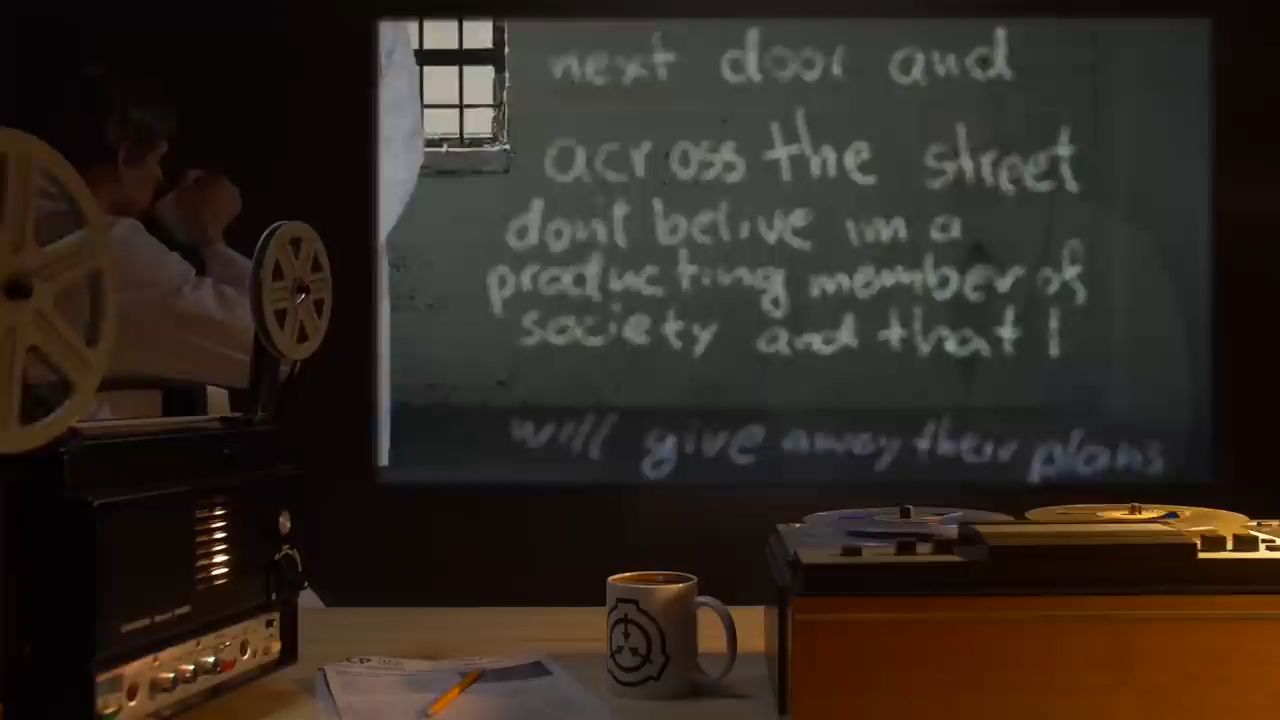 next door and
across the street
dont belive im a
producting member of
society and that I
will give away their plans
CP